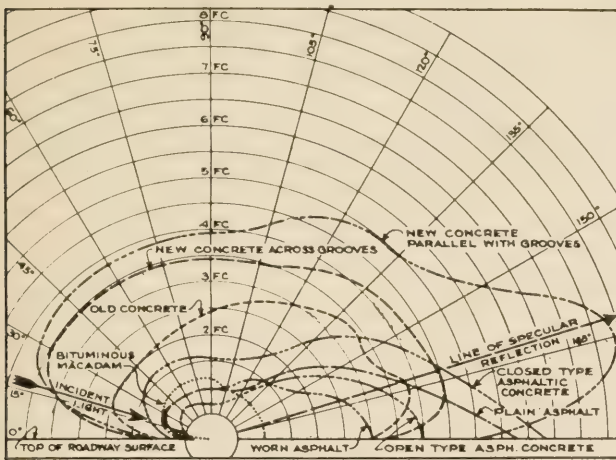 8 FC
90°
75°
105°
7 FC
120°
60°
6 FC
135°
5 FC
4 FC
NEW CONCRETE
PARALLEL WITH GROOVES
150°
NEW CONCRETE ACROSS GROOVES
45°
3 FC
OLD CONCRETE
2 FC
30°
BITUMINOUS
MACADAM
LINE OF SPECULAR
REFLECTION
165°
INCIDENT
LIGHT
15°
CLOSED TYPE
ASPHALTIC
CONCRETE
PLAIN ASPHALT
0°
TOP OF ROADWAY SURFACE
WORN ASPHALT
OPEN TYPE ASPH. CONCRETE